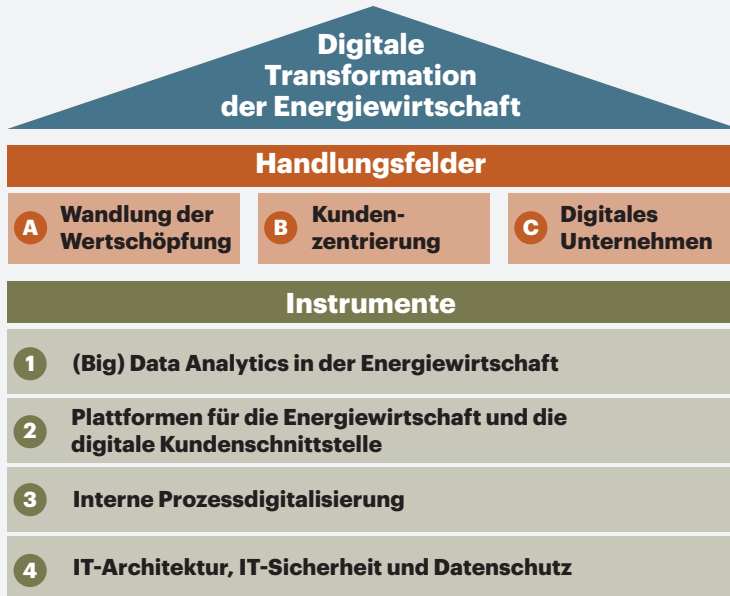 Digitale
Transformation
der Energiewirtschaft
Handlungsfelder
A
Wandlung der
Wertschöpfung
B
Kunden-
zentrierung
C
Digitales
Unternehmen
Instrumente
1 (Big) Data Analytics in der Energiewirtschaft
2 Plattformen für die Energiewirtschaft und die
digitale Kundenschnittstelle
3 Interne Prozessdigitalisierung
4 IT-Architektur, IT-Sicherheit und Datenschutz